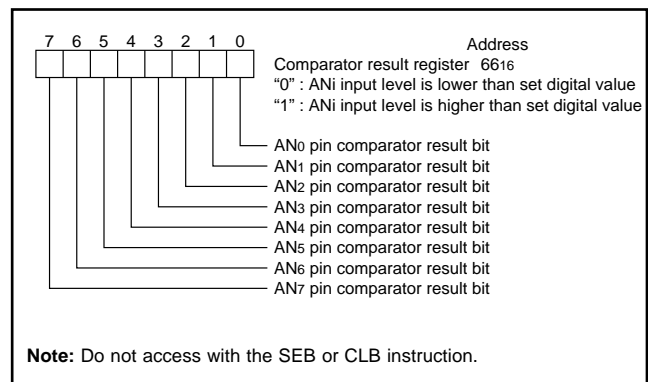 7 6 5 4 3 2 1 0
Address
Comparator result register 6616
“0” : ANi input level is lower than set digital value
“1” : ANi input level is higher than set digital value
AN0 pin comparator result bit
AN1 pin comparator result bit
AN2 pin comparator result bit
AN3 pin comparator result bit
AN4 pin comparator result bit
AN5 pin comparator result bit
AN6 pin comparator result bit
AN7 pin comparator result bit
Note: Do not access with the SEB or CLB instruction.